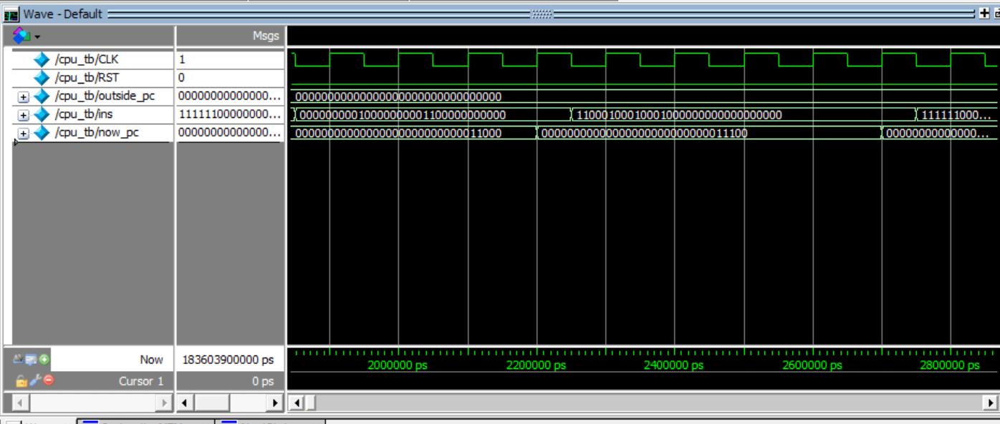 Wave - Default
Msgs
/cpu_tb/CLK 1
/cpu_tb/RST 0
/cpu_tb/outside_pc 00000000000000... 00000000000000000000000000000000
/cpu_tb/ins 11111100000000... 00000000010000000001100000000000 11000100010001000000000000000000 111111000...
/cpu_tb/now_pc 00000000000000... 00000000000000000000000000011000 00000000000000000000000000011100 00000000000000...
Now 183603900000 ps 2000000 ps 2200000 ps 2400000 ps 2600000 ps 2800000 ps
Cursor 1 0 ps